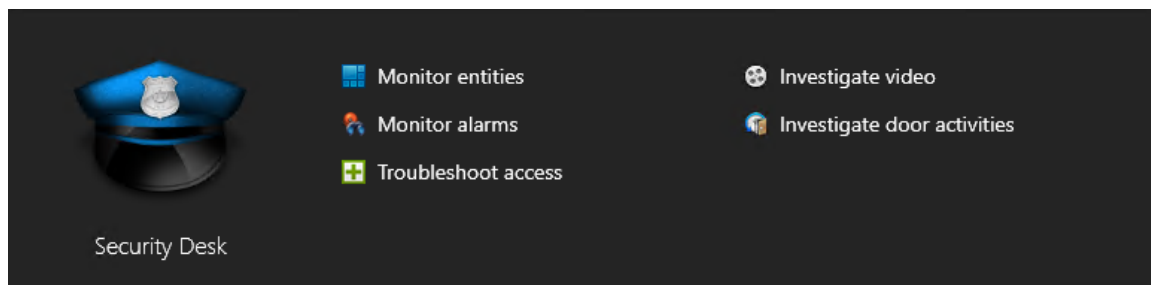 Monitor entities
Investigate video
Monitor alarms
Investigate door activities
Troubleshoot access
Security Desk